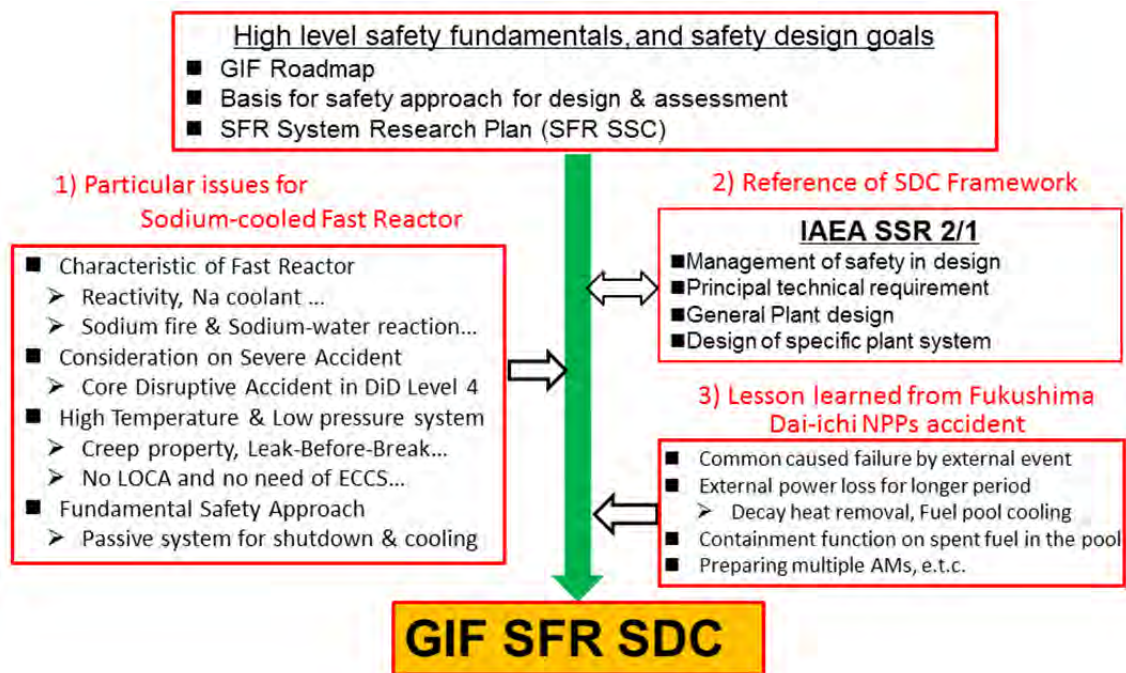 High level safety fundamentals, and safety design goals
■ GIF Roadmap
■ Basis for safety approach for design & assessment
■ SFR System Research Plan (SFR SSC)
1) Particular issues for
Sodium-cooled Fast Reactor
■ Characteristic of Fast Reactor
➢ Reactivity, Na coolant ...
➢ Sodium fire & Sodium-water reaction...
■ Consideration on Severe Accident
➢ Core Disruptive Accident in DiD Level 4
■ High Temperature & Low pressure system
➢ Creep property, Leak-Before-Break...
➢ No LOCA and no need of ECCS...
■ Fundamental Safety Approach
➢ Passive system for shutdown & cooling
2) Reference of SDC Framework
IAEA SSR 2/1
■Management of safety in design
■Principal technical requirement
■General Plant design
■Design of specific plant system
3) Lesson learned from Fukushima
Dai-ichi NPPs accident
■ Common caused failure by external event
■ External power loss for longer period
➢ Decay heat removal, Fuel pool cooling
■ Containment function on spent fuel in the pool
■ Preparing multiple AMs, e.t.c.
GIF SFR SDC